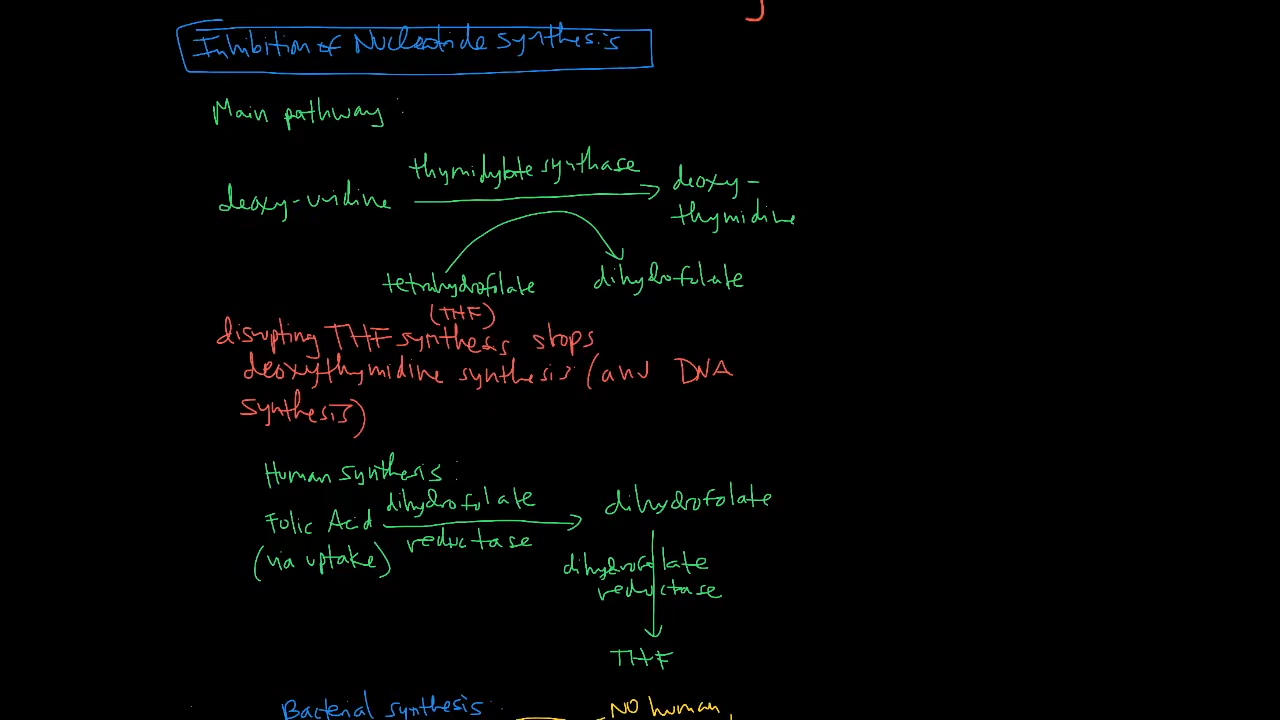 Inhibition of Nucleotide synthesis
Main pathway:
deoxy-uridine
thymidylate synthase
deoxy-
thymidine
tetrahydrofolate
(THF)
dihydrofolate
disrupting THF synthesis stops
deoxythymidine synthesis (and DNA
synthesis)
Human synthesis:
Folic Acid
(via uptake)
dihydrofolate
reductase
dihydrofolate
dihydrofolate
reductase
THF
Bacterial synthesis:
NO human